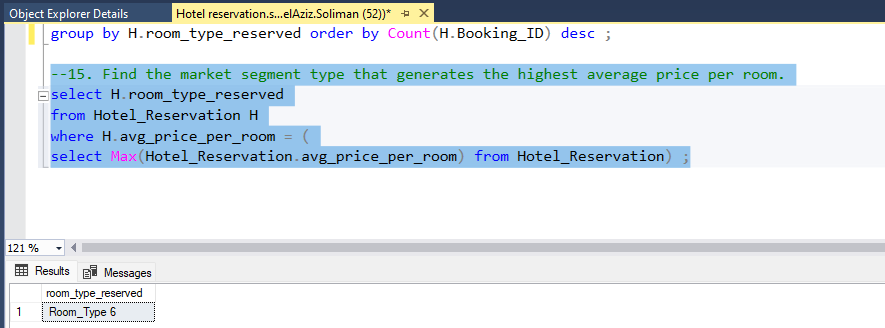 Object Explorer Details
Hotel reservation.s...elAziz.Soliman (52))*
group by H.room_type_reserved order by Count(H.Booking_ID) desc ;
--15. Find the market segment type that generates the highest average price per room.
select H.room_type_reserved
from Hotel_Reservation H
where H.avg_price_per_room = (
select Max(Hotel_Reservation.avg_price_per_room) from Hotel_Reservation) ;
121 %
Results Messages
room_type_reserved
1 Room_Type 6